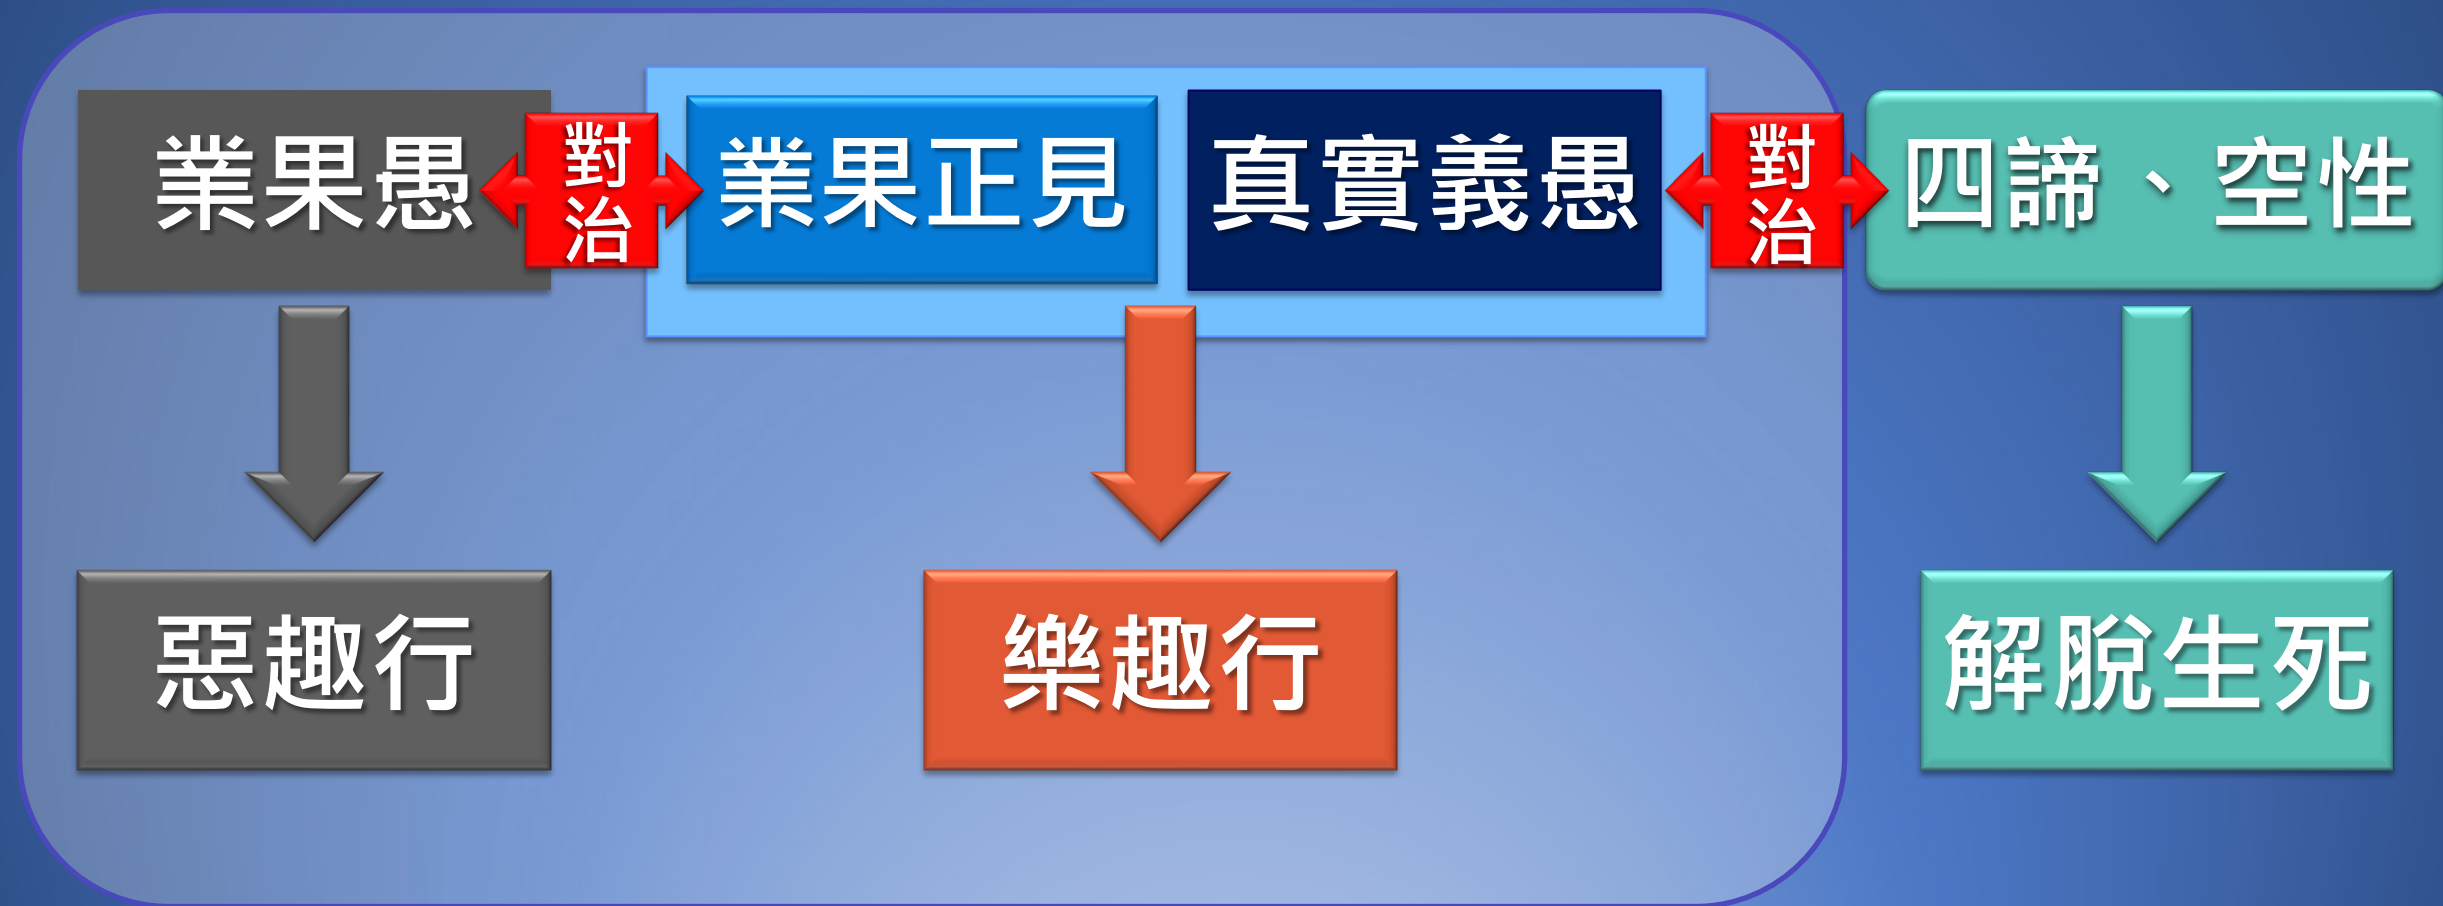 業果愚
對治
業果正見
真實義愚
對治
四諦、空性
惡趣行
樂趣行
解脫生死